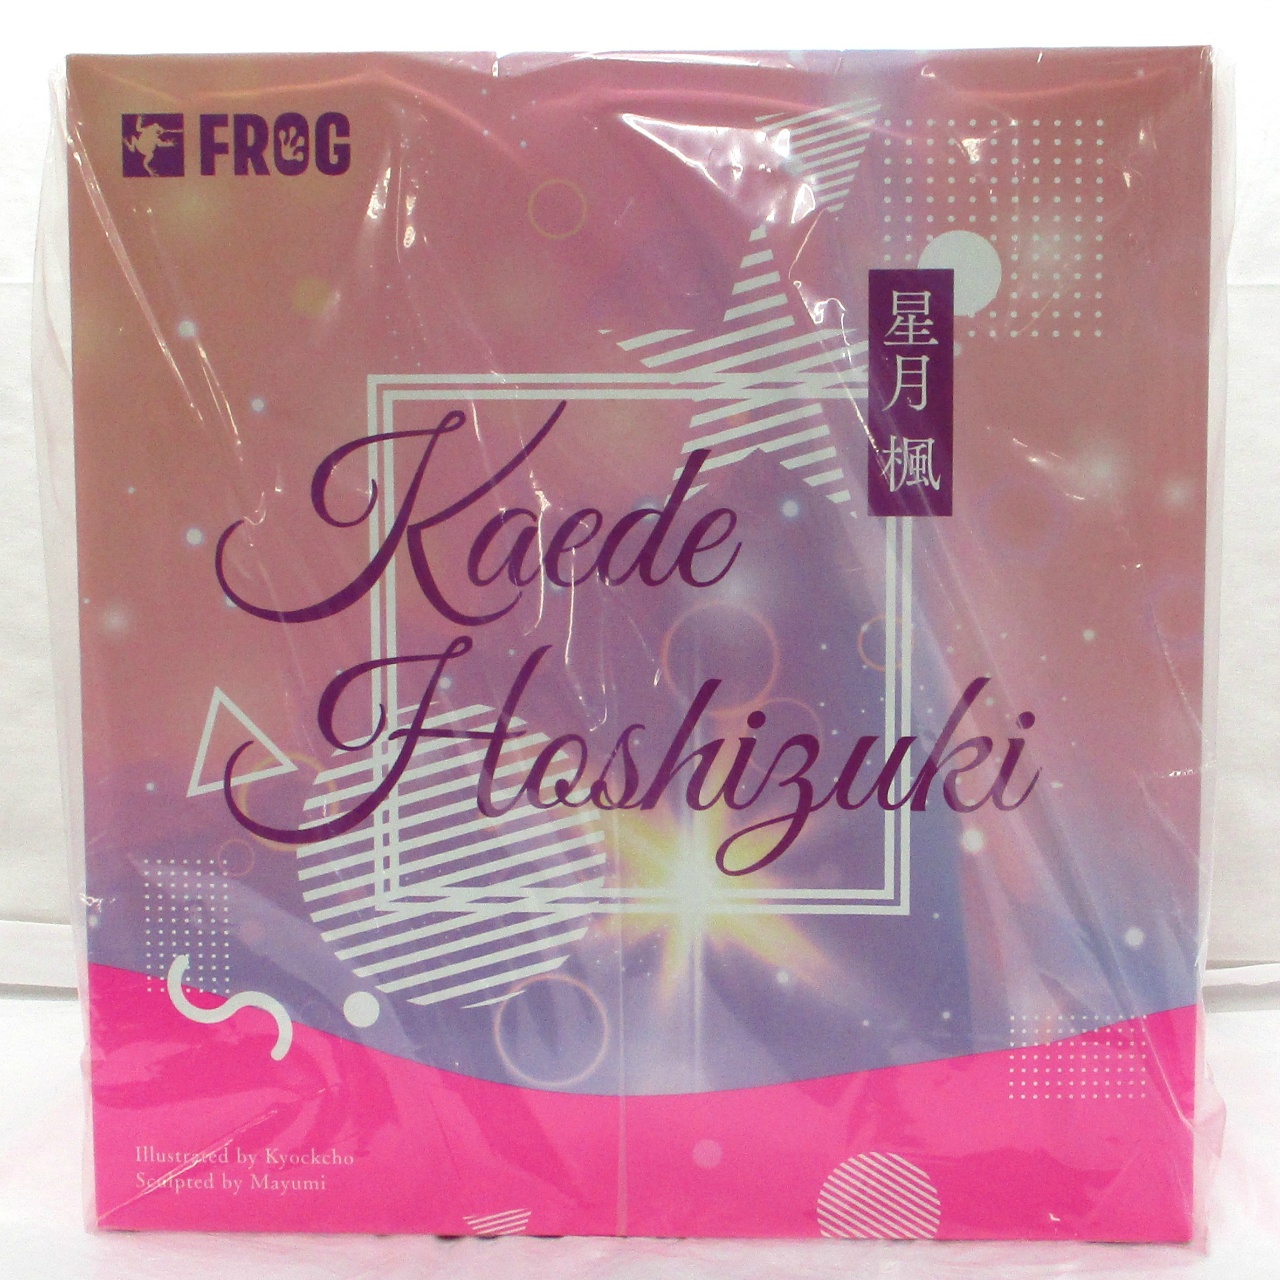 FROG
星月 楓
Kaede
Hoshizuki
Illustrated by Kyockcho
Sculpted by Mayumi